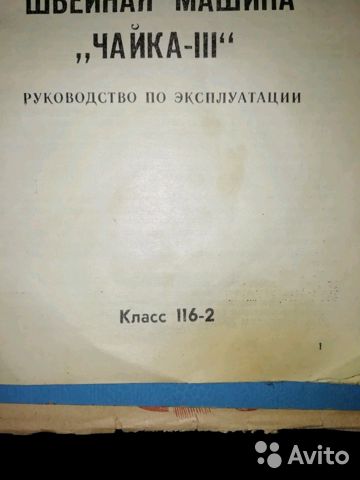 ШВЕЙНАЯ МАШИНА
„ЧАЙКА-III“
РУКОВОДСТВО ПО ЭКСПЛУАТАЦИИ
Класс 116-2
1
Avito